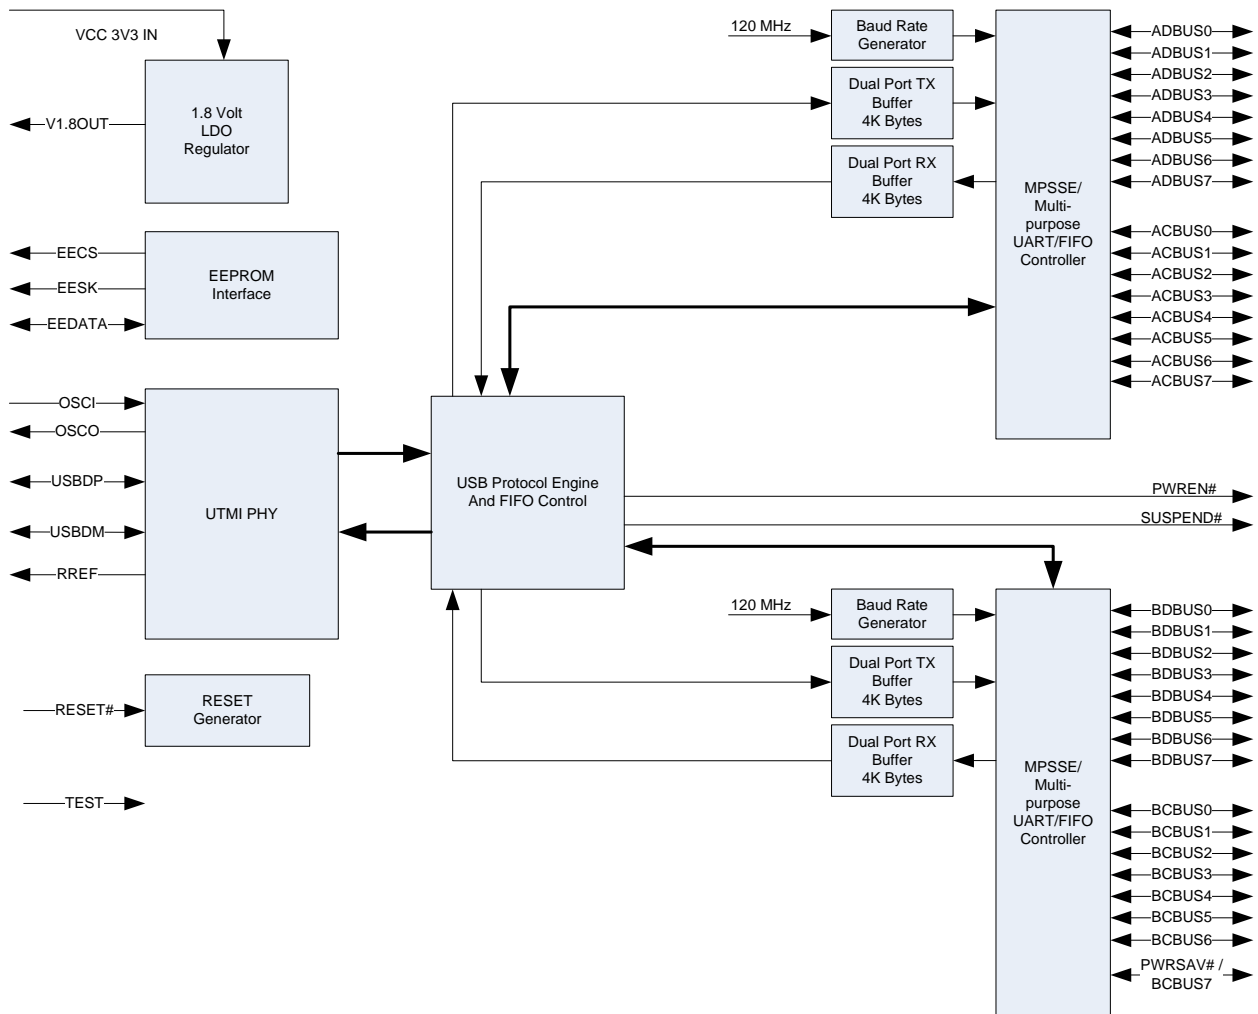 VCC 3V3 IN
1.8 Volt
LDO
Regulator
V1.8OUT
EECS
EESK
EEDATA
EEPROM
Interface
OSCI
OSCO
USBDP
USBDM
RREF
UTMI PHY
RESET#
RESET
Generator
TEST
USB Protocol Engine
And FIFO Control
120 MHz
Baud Rate
Generator
Dual Port TX
Buffer
4K Bytes
Dual Port RX
Buffer
4K Bytes
MPSSE/
Multi-
purpose
UART/FIFO
Controller
ADBUS0
ADBUS1
ADBUS2
ADBUS3
ADBUS4
ADBUS5
ADBUS6
ADBUS7
ACBUS0
ACBUS1
ACBUS2
ACBUS3
ACBUS4
ACBUS5
ACBUS6
ACBUS7
PWREN#
SUSPEND#
120 MHz
Baud Rate
Generator
Dual Port TX
Buffer
4K Bytes
Dual Port RX
Buffer
4K Bytes
MPSSE/
Multi-
purpose
UART/FIFO
Controller
BDBUS0
BDBUS1
BDBUS2
BDBUS3
BDBUS4
BDBUS5
BDBUS6
BDBUS7
BCBUS0
BCBUS1
BCBUS2
BCBUS3
BCBUS4
BCBUS5
BCBUS6
PWRSAV# /
BCBUS7